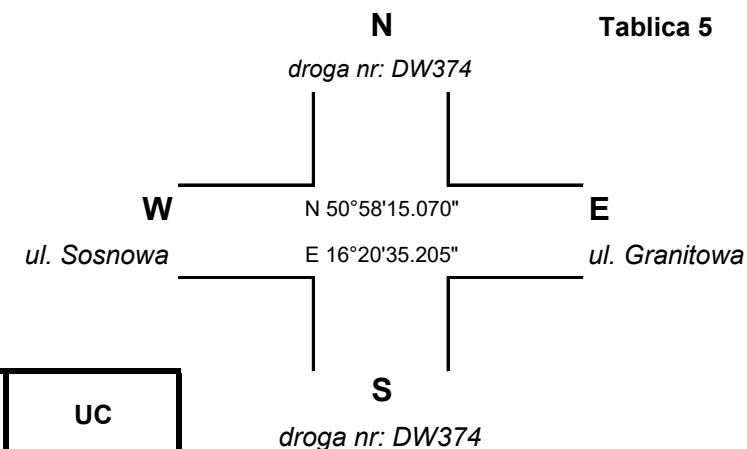 N
Tablica 5
droga nr: DW374
W
N 50°58'15.070"
E
ul. Sosnowa
E 16°20'35.205"
ul. Granitowa
S
UC
droga nr: DW374